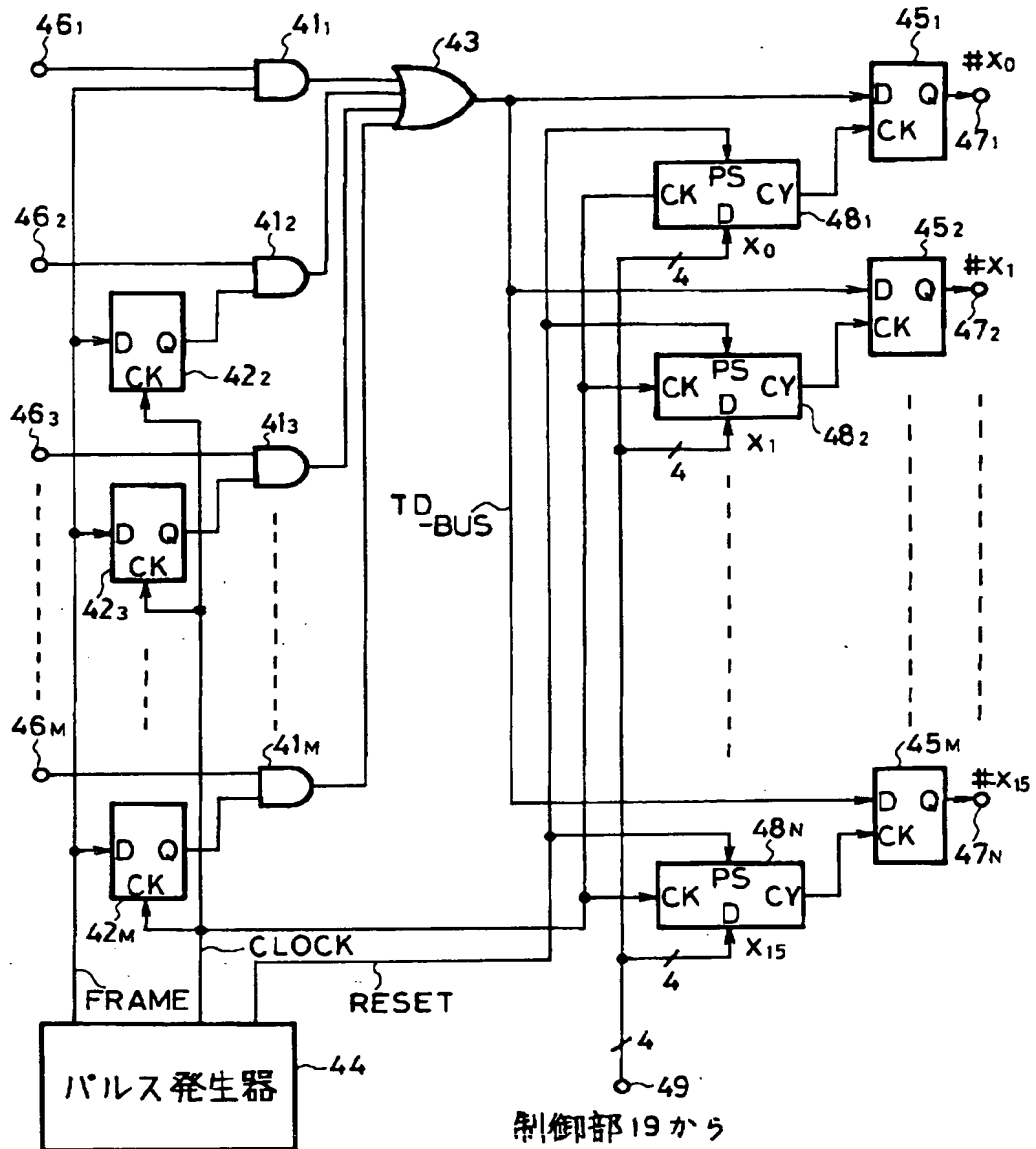 46₁ 41₁ 43 45₁ #X₀
D Q
CK
47₁
PS
CK CY
D
48₁
X₀
4
46₂ 41₂ 45₂ #X₁
D Q
CK
47₂
D Q
CK
42₂
PS
CK CY
D
48₂
X₁
4
46₃ 41₃
D Q
CK
42₃
TD
-BUS
46M 41M 45M #X₁₅
D Q
CK
47N
D Q
CK
42M
48N
PS
CK CY
D
X₁₅
4
CLOCK
FRAME
RESET
4
44
パルス発生器
49
制御部19から